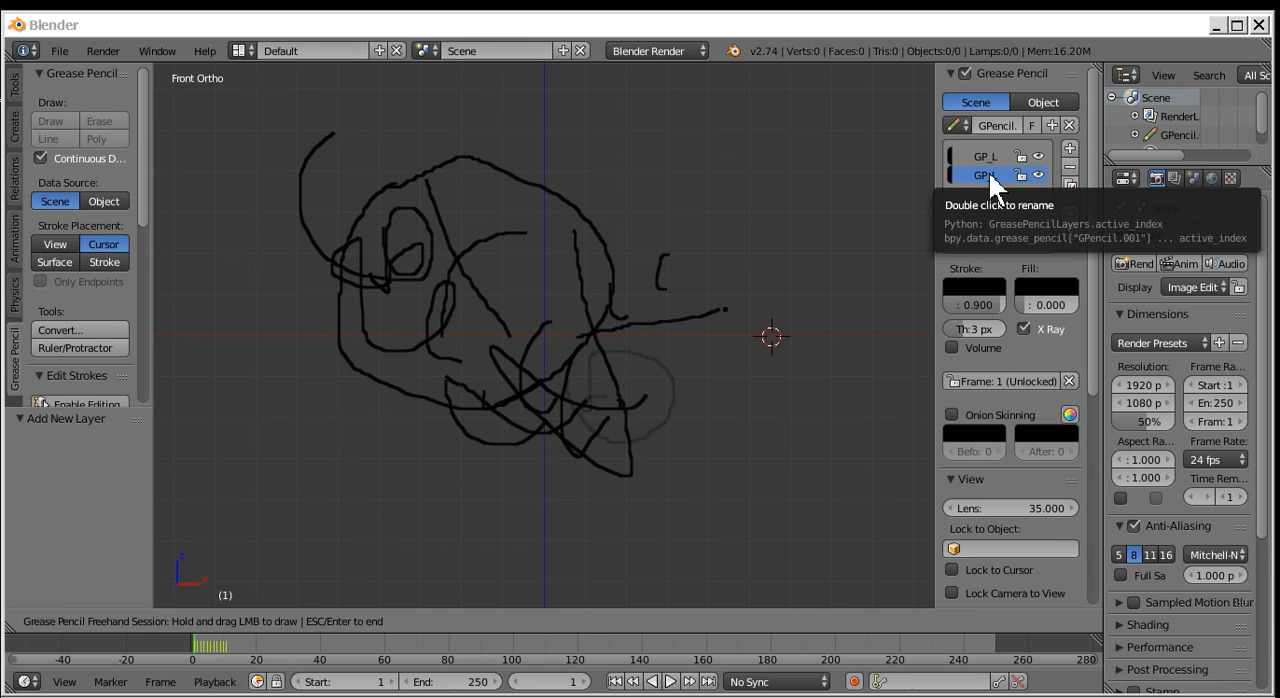 Blender
File Render Window Help Default Scene Blender Render v2.74 | Verts:0 | Faces:0 | Tris:0 | Objects:0/0 | Lamps:0/0 | Mem:16.20M
Tools
Create
Relations
Animation
Physics
Grease Pencil
Grease Pencil
Draw:
Draw Erase
Line Poly
Continuous D...
Data Source:
Scene Object
Stroke Placement:
View Cursor
Surface Stroke
Only Endpoints
Tools:
Convert...
Ruler/Protractor
Edit Strokes
Enable Editing
Add New Layer
Front Ortho
z
x
(1)
Grease Pencil
Scene Object
GPencil. F
GP_L
Double click to rename
Python: GreasePencilLayers.active_index
bpy.data.grease_pencil["GPencil.001"] ... active_index
Stroke: Fill:
: 0.900 : 0.000
Th: 3 px X Ray
Volume
Frame: 1 (Unlocked)
Onion Skinning
Befo: 0 After: 0
View
Lens: 35.000
Lock to Object:
Lock to Cursor
Lock Camera to View
View Search All Sc
Scene
RenderL
GPencil.
Rend Anim Audio
Display Image Edit
Dimensions
Render Presets
Resolution: Frame Ra...
1920 p Start :1
1080 p En: 250
50% Fram: 1
Aspect Ra... Frame Rate:
: 1.000 24 fps
: 1.000 Time Rem...
1
Anti-Aliasing
5 8 11 16 Mitchell-N
Full Sa 1.000 p
Sampled Motion Blur
Shading
Performance
Post Processing
Stamp
Grease Pencil Freehand Session: Hold and drag LMB to draw | ESC/Enter to end
-40 -20 0 20 40 60 80 100 120 140 160 180 200 220 240 260 280
View Marker Frame Playback Start: 1 End: 250 1 No Sync